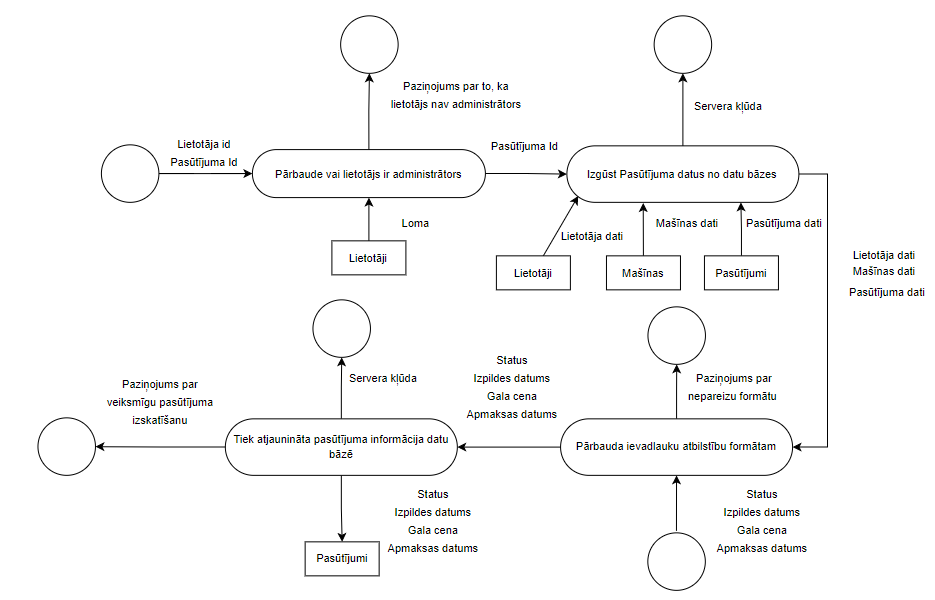 Paziņojums par to, ka
lietotājs nav administrātors
Servera kļūda
Lietotāja id
Pasūtījuma Id
Pārbaude vai lietotājs ir administrātors
Pasūtījuma Id
Izgūst Pasūtījuma datus no datu bāzes
Loma
Lietotāji
Lietotāja dati
Mašīnas dati
Pasūtījuma dati
Lietotāji
Mašīnas
Pasūtījumi
Lietotāja dati
Mašīnas dati
Pasūtījuma dati
Paziņojums par
veiksmīgu pasūtījuma
izskatīšanu
Servera kļūda
Status
Izpildes datums
Gala cena
Apmaksas datums
Paziņojums par
nepareizu formātu
Tiek atjaunināta pasūtījuma informācija datu
bāzē
Pārbauda ievadlauku atbilstību formātam
Status
Izpildes datums
Gala cena
Apmaksas datums
Pasūtījumi
Status
Izpildes datums
Gala cena
Apmaksas datums